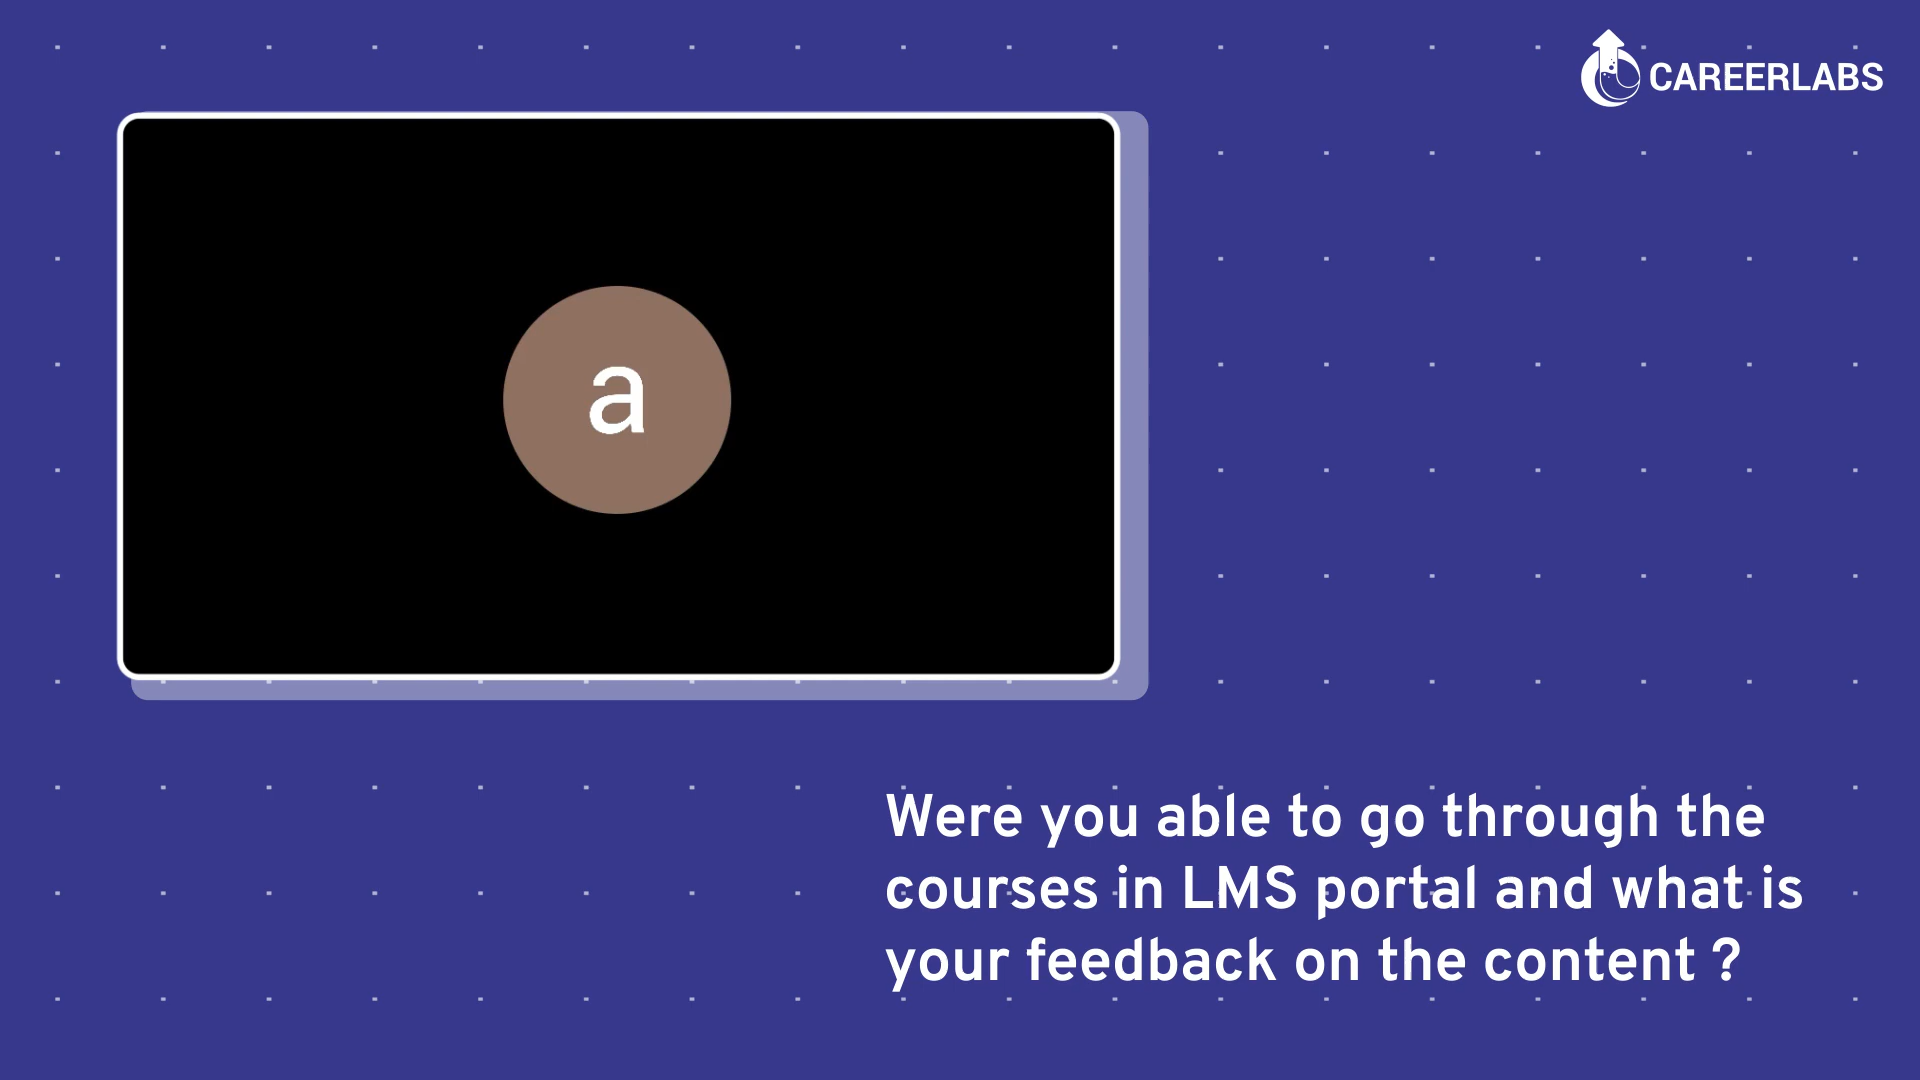 CAREERLABS
a
Were you able to go through the
courses in LMS portal and what is
your feedback on the content ?